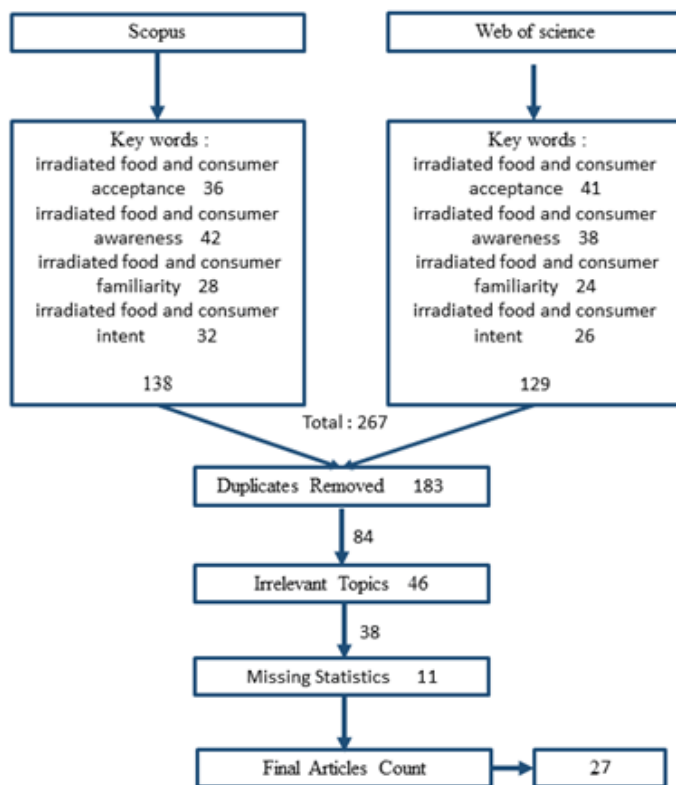 Scopus
Web of science
Key words :
irradiated food and consumer
acceptance 36
irradiated food and consumer
awareness 42
irradiated food and consumer
familiarity 28
irradiated food and consumer
intent 32
138
Key words :
irradiated food and consumer
acceptance 41
irradiated food and consumer
awareness 38
irradiated food and consumer
familiarity 24
irradiated food and consumer
intent 26
129
Total : 267
Duplicates Removed 183
84
Irrelevant Topics 46
38
Missing Statistics 11
Final Articles Count
27